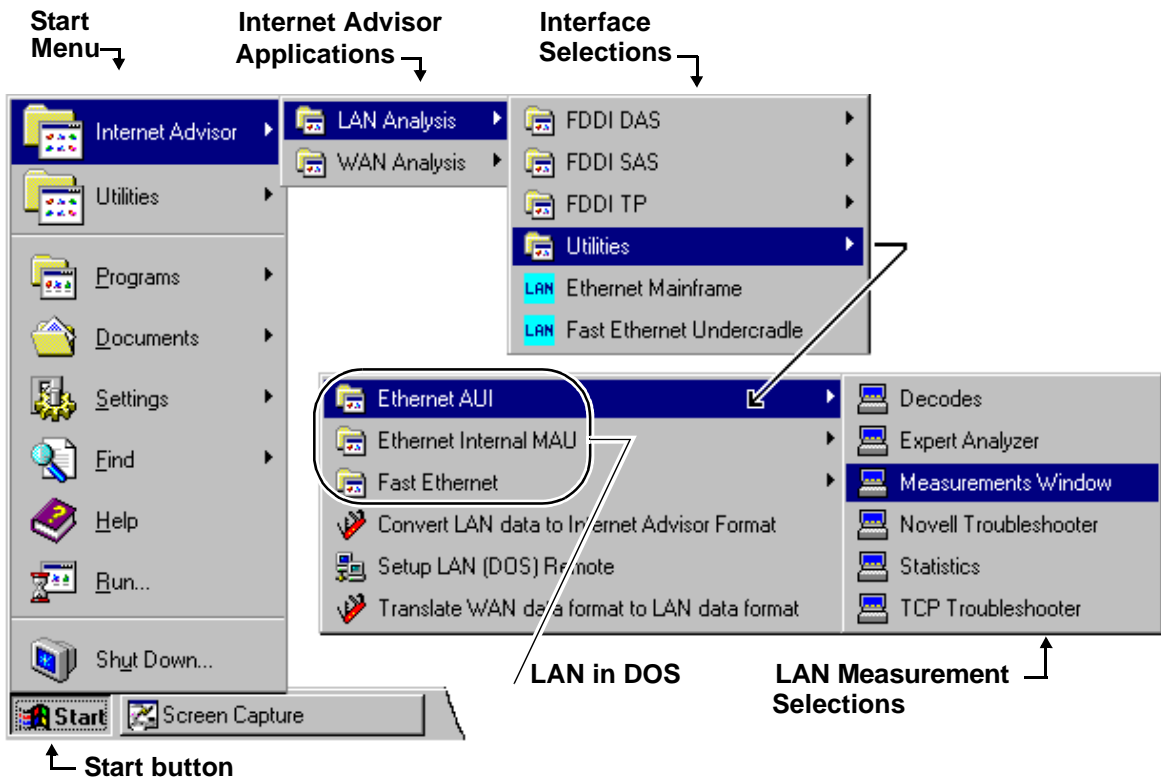 Start
Menu
Internet Advisor
Applications
Interface
Selections
Internet Advisor
Utilities
Programs
Documents
Settings
Find
Help
Run...
Shut Down...
Start
Screen Capture
Start button
LAN Analysis
WAN Analysis
FDDI DAS
FDDI SAS
FDDI TP
Utilities
LAN Ethernet Mainframe
LAN Fast Ethernet Undercradle
Ethernet AUI
Ethernet Internal MAU
Fast Ethernet
Convert LAN data to Internet Advisor Format
Setup LAN (DOS) Remote
Translate WAN data format to LAN data format
Decodes
Expert Analyzer
Measurements Window
Novell Troubleshooter
Statistics
TCP Troubleshooter
LAN in DOS
LAN Measurement
Selections